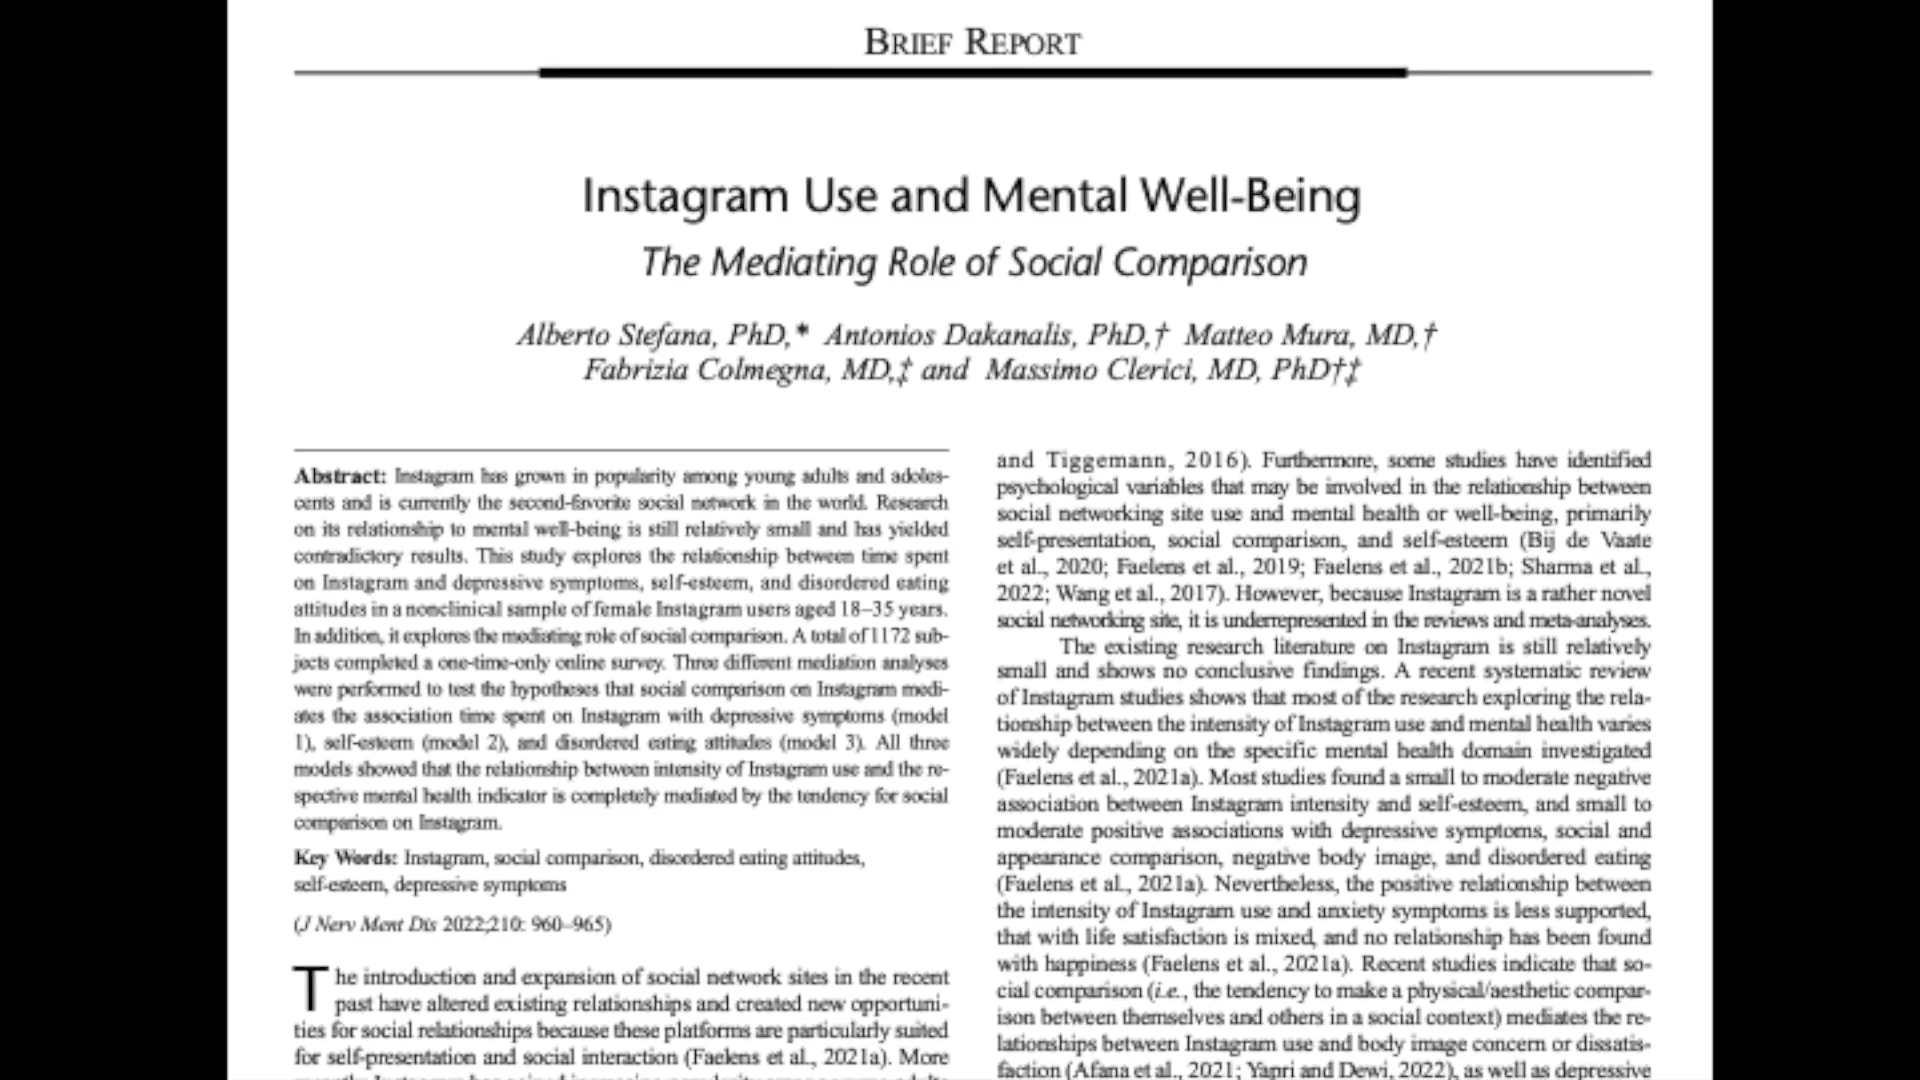 BRIEF REPORT
Instagram Use and Mental Well-Being
The Mediating Role of Social Comparison
Alberto Stefana, PhD,* Antonios Dakanalis, PhD,† Matteo Mura, MD,†
Fabrizia Colmegna, MD,‡ and Massimo Clerici, MD, PhD†‡
Abstract: Instagram has grown in popularity among young adults and adoles-
cents and is currently the second-favorite social network in the world. Research
on its relationship to mental well-being is still relatively small and has yielded
contradictory results. This study explores the relationship between time spent
on Instagram and depressive symptoms, self-esteem, and disordered eating
attitudes in a nonclinical sample of female Instagram users aged 18–35 years.
In addition, it explores the mediating role of social comparison. A total of 1172 sub-
jects completed a one-time-only online survey. Three different mediation analyses
were performed to test the hypotheses that social comparison on Instagram medi-
ates the association time spent on Instagram with depressive symptoms (model
1), self-esteem (model 2), and disordered eating attitudes (model 3). All three
models showed that the relationship between intensity of Instagram use and the re-
spective mental health indicator is completely mediated by the tendency for social
comparison on Instagram.
Key Words: Instagram, social comparison, disordered eating attitudes,
self-esteem, depressive symptoms
(J Nerv Ment Dis 2022;210: 960–965)
The introduction and expansion of social network sites in the recent
past have altered existing relationships and created new opportuni-
ties for social relationships because these platforms are particularly suited
for self-presentation and social interaction (Faelens et al., 2021a). More
and Tiggemann, 2016). Furthermore, some studies have identified
psychological variables that may be involved in the relationship between
social networking site use and mental health or well-being, primarily
self-presentation, social comparison, and self-esteem (Bij de Vaate
et al., 2020; Faelens et al., 2019; Faelens et al., 2021b; Sharma et al.,
2022; Wang et al., 2017). However, because Instagram is a rather novel
social networking site, it is underrepresented in the reviews and meta-analyses.
The existing research literature on Instagram is still relatively
small and shows no conclusive findings. A recent systematic review
of Instagram studies shows that most of the research exploring the rela-
tionship between the intensity of Instagram use and mental health varies
widely depending on the specific mental health domain investigated
(Faelens et al., 2021a). Most studies found a small to moderate negative
association between Instagram intensity and self-esteem, and small to
moderate positive associations with depressive symptoms, social and
appearance comparison, negative body image, and disordered eating
(Faelens et al., 2021a). Nevertheless, the positive relationship between
the intensity of Instagram use and anxiety symptoms is less supported,
that with life satisfaction is mixed, and no relationship has been found
with happiness (Faelens et al., 2021a). Recent studies indicate that so-
cial comparison (i.e., the tendency to make a physical/aesthetic compar-
ison between themselves and others in a social context) mediates the re-
lationships between Instagram use and body image concern or dissatis-
faction (Afana et al., 2021; Yapri and Dewi, 2022), as well as depressive